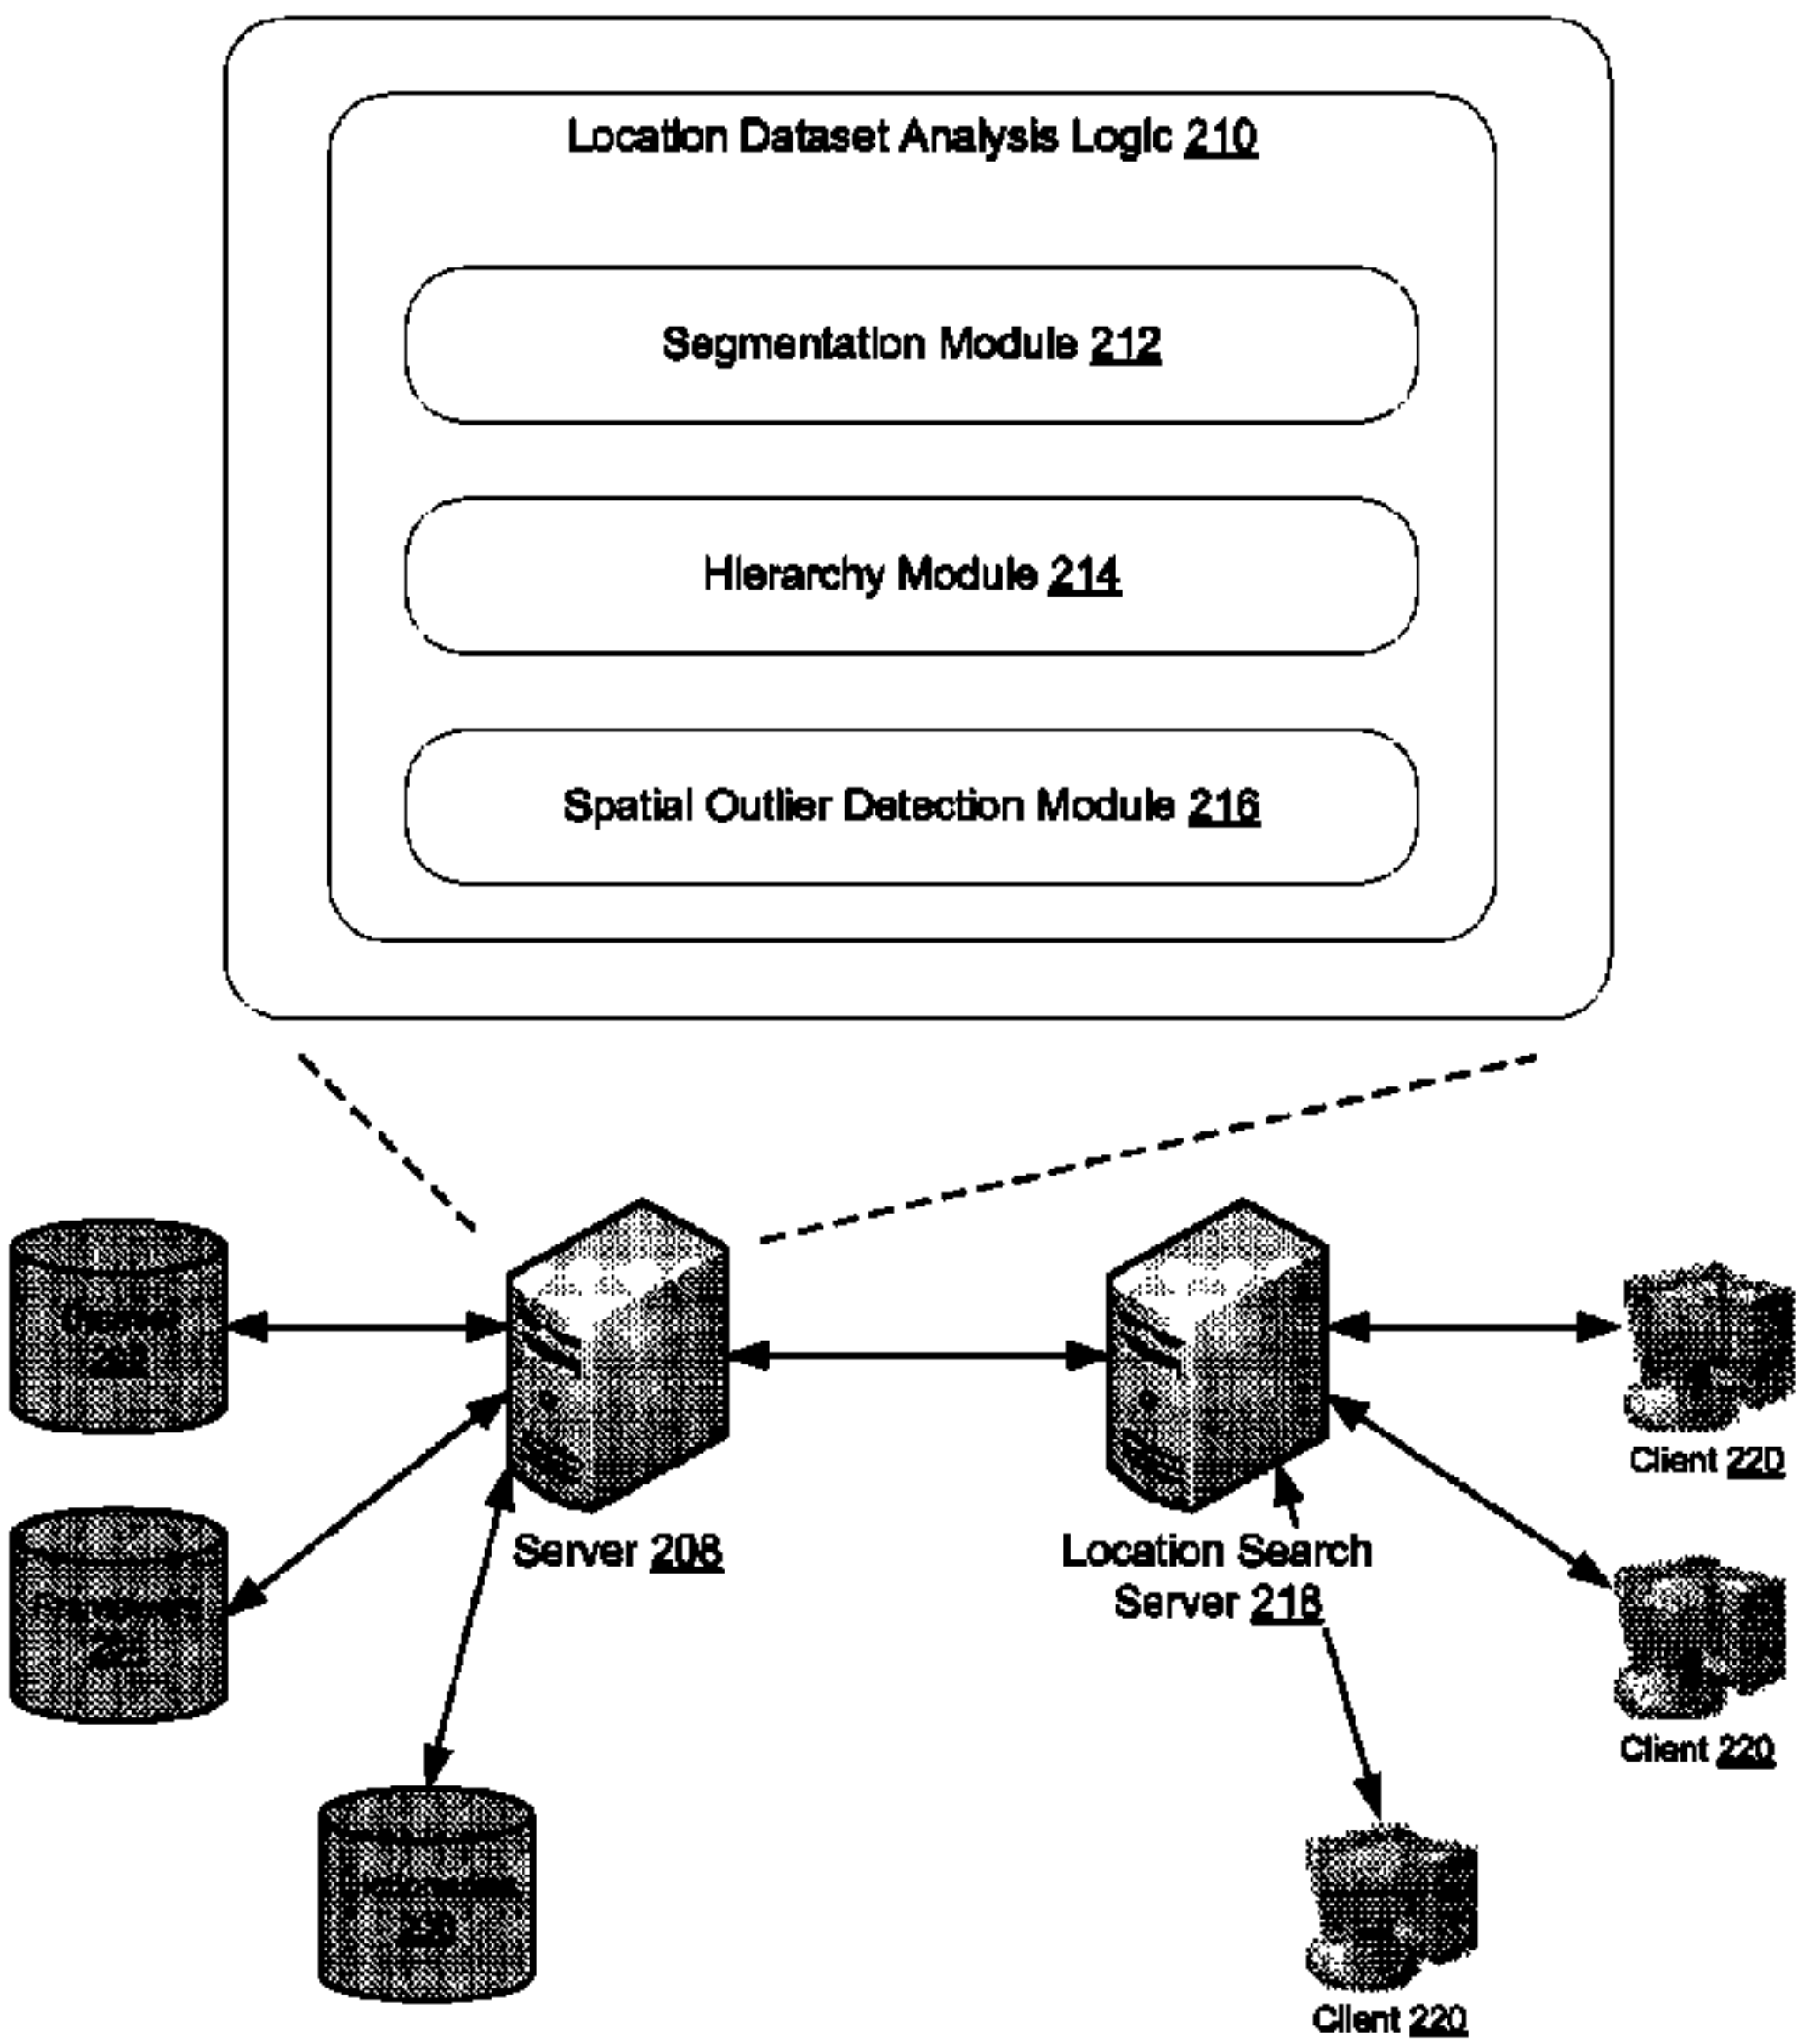 Location Dataset Analysis Logic 210
Segmentation Module 212
Hierarchy Module 214
Spatial Outlier Detection Module 216
Client 220
Server 208
Location Search
Server 218
Client 220
Client 220